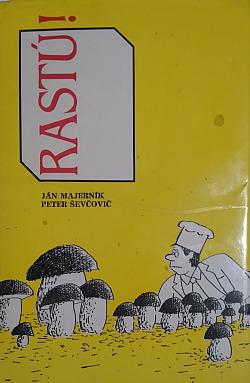 RASTÚ!
JÁN MAJERNÍK
PETER ŠEVČOVIČ